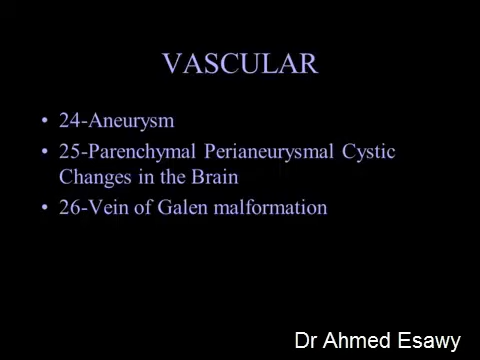 VASCULAR
• 24-Aneurysm
• 25-Parenchymal Perianeurysmal Cystic
Changes in the Brain
• 26-Vein of Galen malformation
Dr Ahmed Esawy